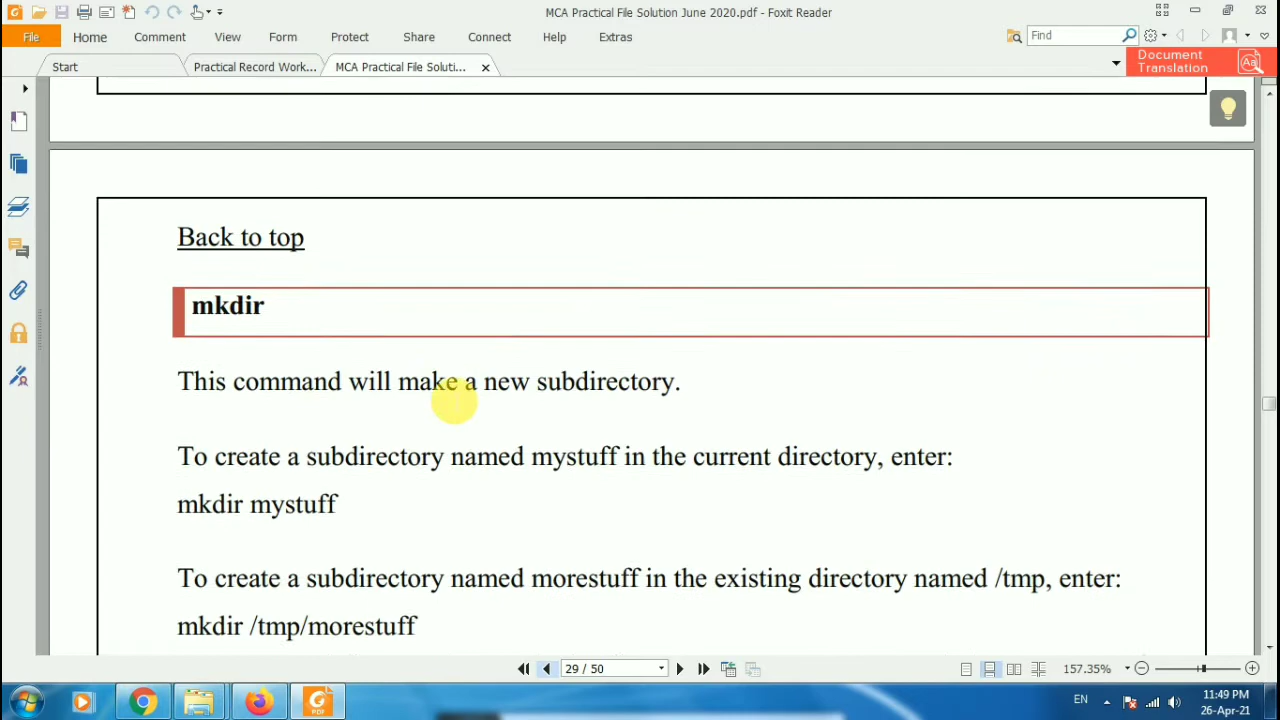 MCA Practical File Solution June 2020.pdf - Foxit Reader
File Home Comment View Form Protect Share Connect Help Extras
Find
Start
Practical Record Work...
MCA Practical File Soluti...
Document
Translation
Back to top
mkdir
This command will make a new subdirectory.
To create a subdirectory named mystuff in the current directory, enter:
mkdir mystuff
To create a subdirectory named morestuff in the existing directory named /tmp, enter:
mkdir /tmp/morestuff
29 / 50
157.35%
EN
11:49 PM
26-Apr-21